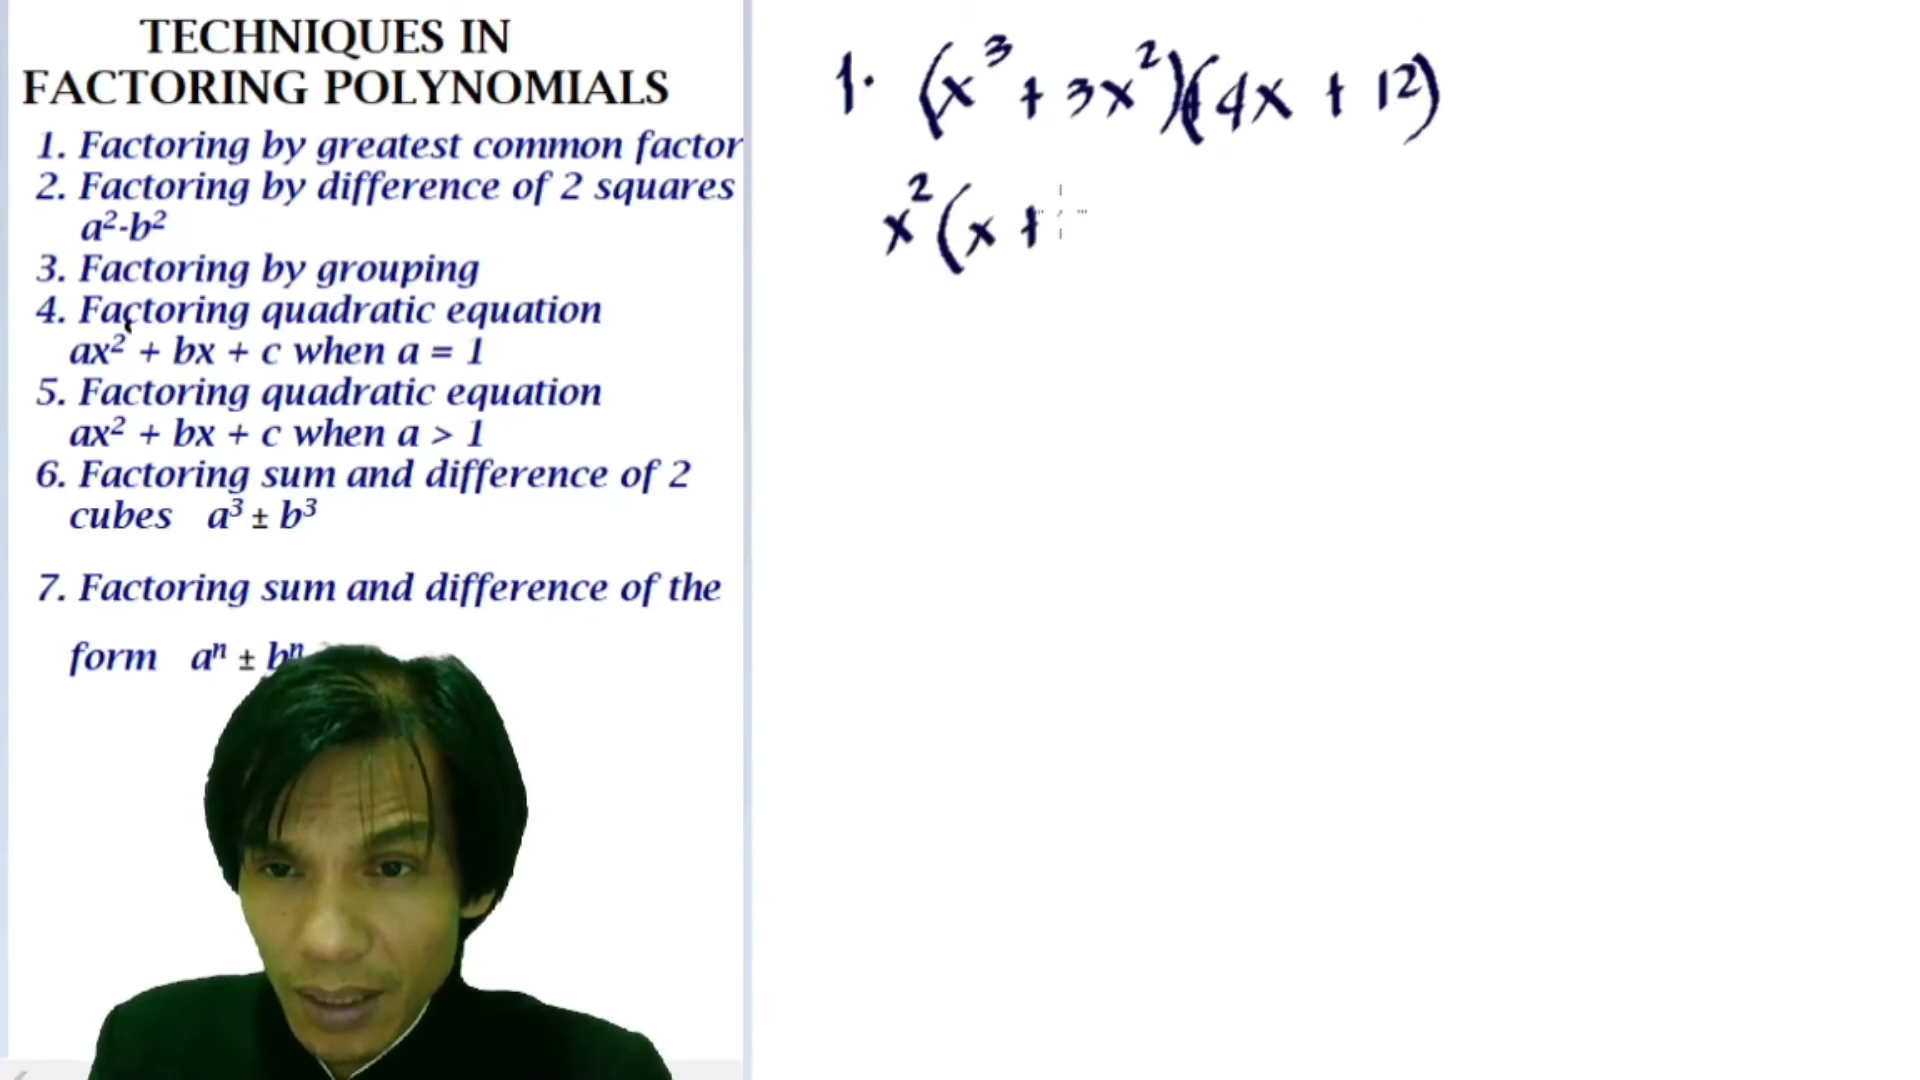 TECHNIQUES IN
FACTORING POLYNOMIALS
1. Factoring by greatest common factor
2. Factoring by difference of 2 squares
a²-b²
3. Factoring by grouping
4. Factoring quadratic equation
ax² + bx + c when a = 1
5. Factoring quadratic equation
ax² + bx + c when a > 1
6. Factoring sum and difference of 2
cubes a³ ± b³
7. Factoring sum and difference of the
form aⁿ ± bⁿ
1. (x³ + 3x²)+(4x + 12)
x²(x +